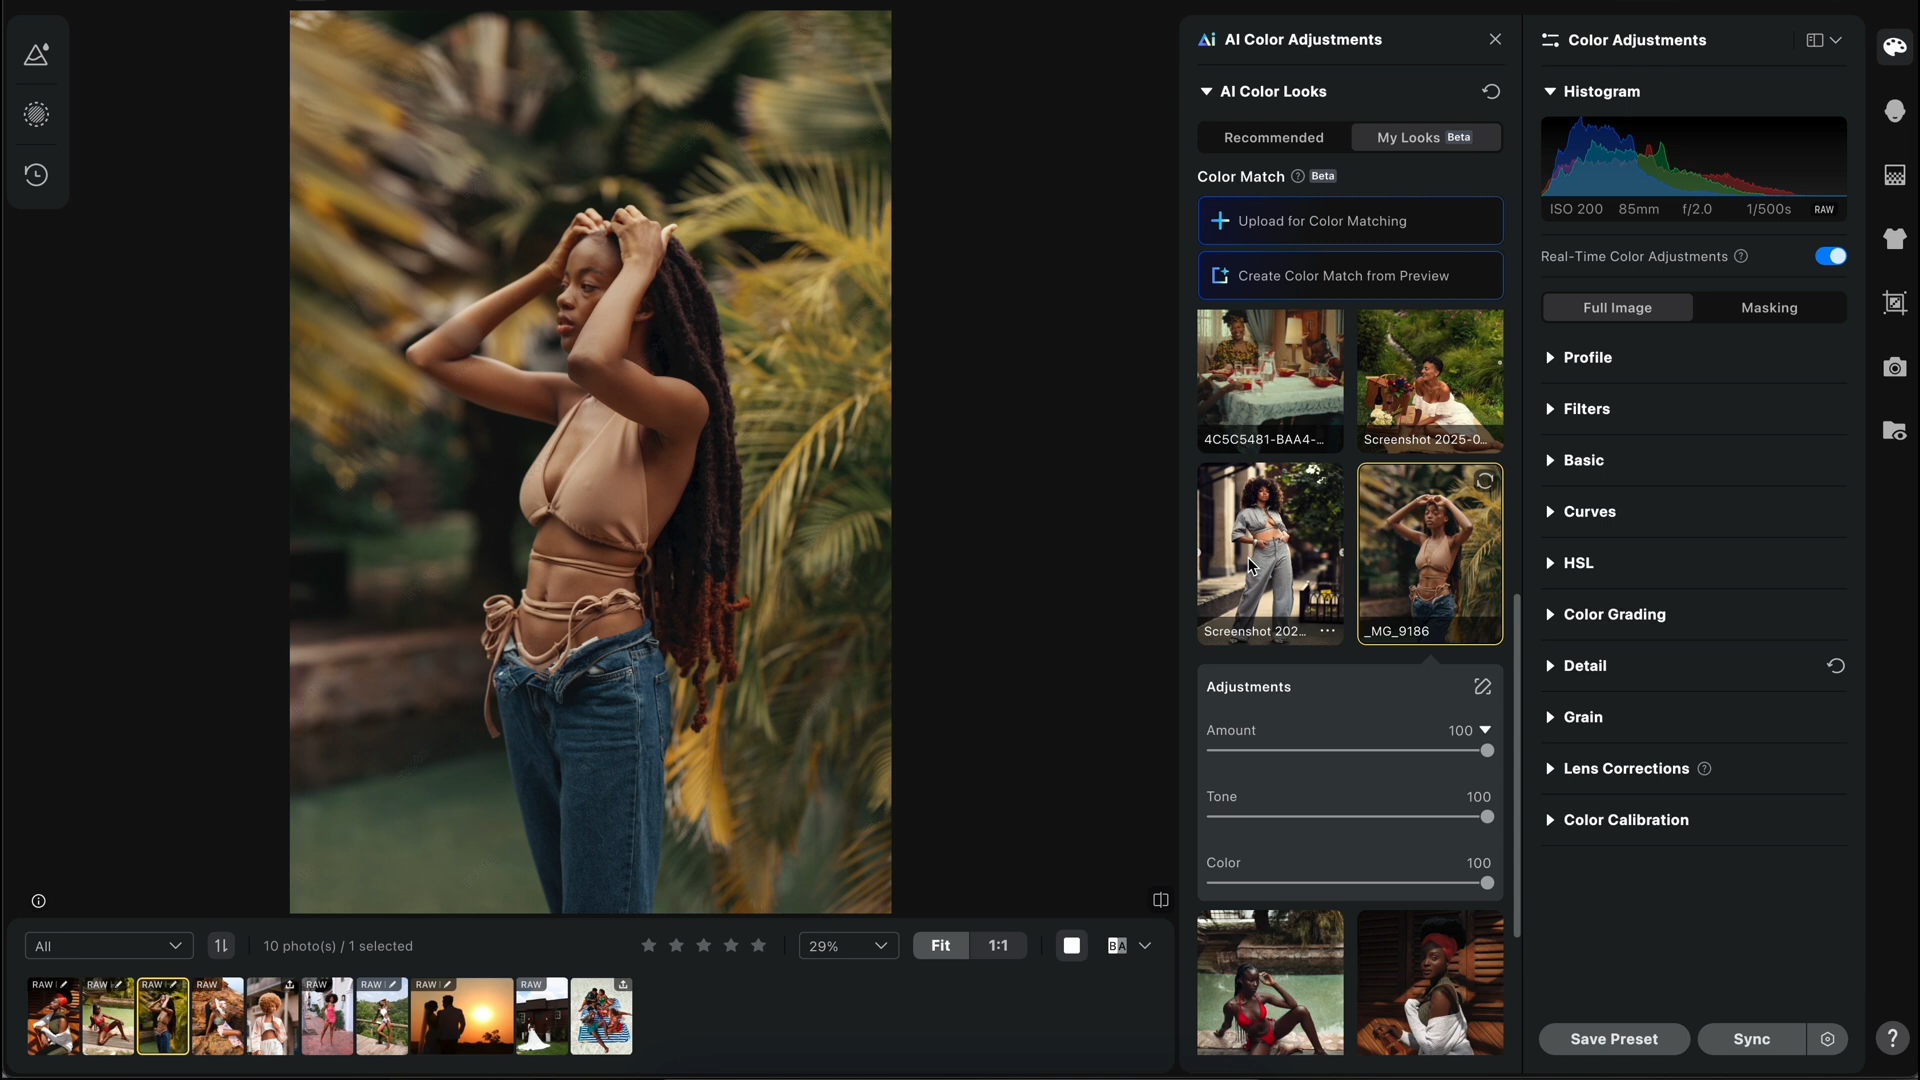 AI Color Adjustments
AI Color Looks
Recommended
My Looks Beta
Color Match ? Beta
Upload for Color Matching
Create Color Match from Preview
4C5C5481-BAA4-...
Screenshot 2025-0...
Screenshot 202... ...
_MG_9186
Adjustments
Amount 100
Tone 100
Color 100
Color Adjustments
Histogram
ISO 200 85mm f/2.0 1/500s RAW
Real-Time Color Adjustments ?
Full Image Masking
Profile
Filters
Basic
Curves
HSL
Color Grading
Detail
Grain
Lens Corrections ?
Color Calibration
Save Preset Sync ?
All 10 photo(s) / 1 selected 29% Fit 1:1 BA
RAW RAW RAW RAW RAW RAW RAW RAW